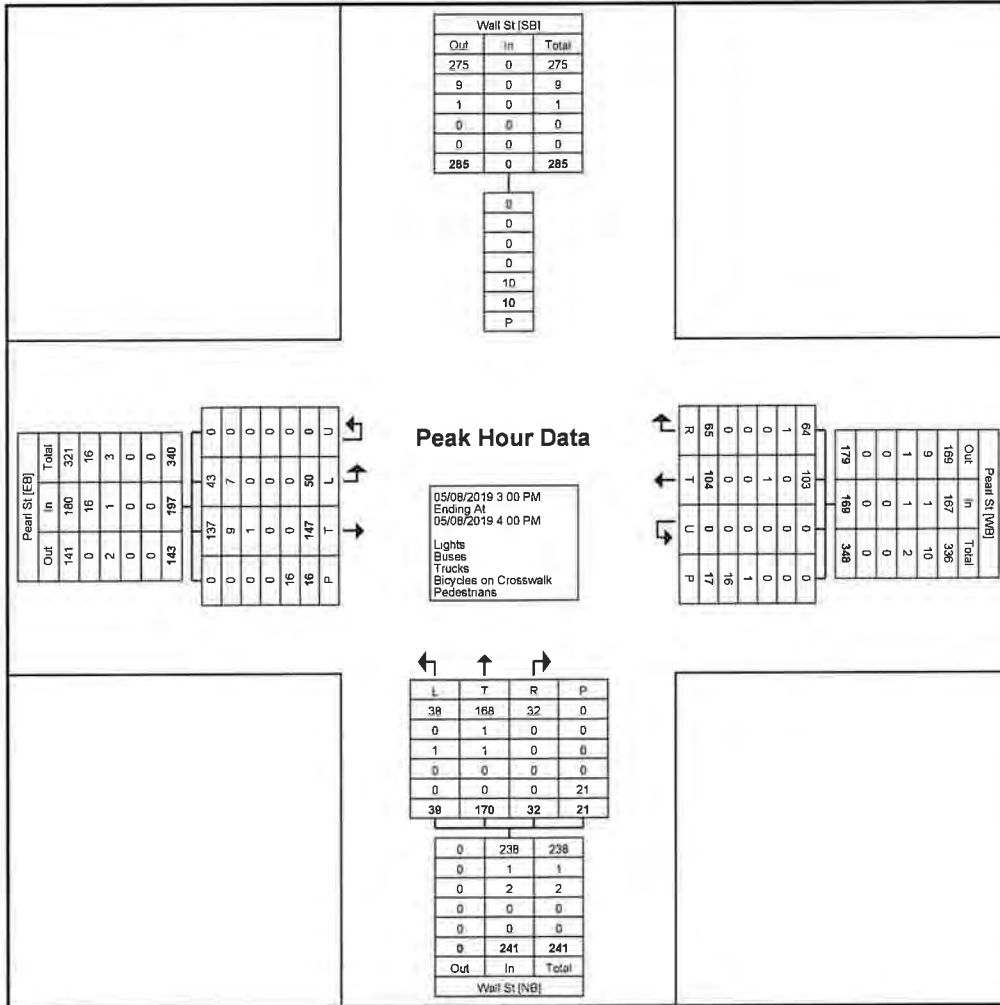 Wall St [SB]
Out In Total
275 0 275
9 0 9
1 0 1
0 0 0
0 0 0
285 0 285
0
0
0
0
10
10
P
Pearl St [EB]
Out In Total
141 180 321
0 16 16
2 1 3
0 0 0
0 0 0
143 197 340
0 137 43 0
0 9 7 0
0 1 0 0
0 0 0 0
16 0 0 0
16 147 50 0
P T L U
Peak Hour Data
05/08/2019 3 00 PM
Ending At
05/08/2019 4 00 PM
Lights
Buses
Trucks
Bicycles on Crosswalk
Pedestrians
R T U P
65 104 0 17
0 0 0 16
0 0 0 1
0 1 0 0
1 0 0 0
64 103 0 0
Pearl St [WB]
Out In Total
169 167 336
9 1 10
1 1 2
0 0 0
0 0 0
179 169 348
L T R P
38 168 32 0
0 1 0 0
1 1 0 0
0 0 0 0
0 0 0 21
39 170 32 21
0 238 238
0 1 1
0 2 2
0 0 0
0 0 0
0 241 241
Out In Total
Wall St [NB]